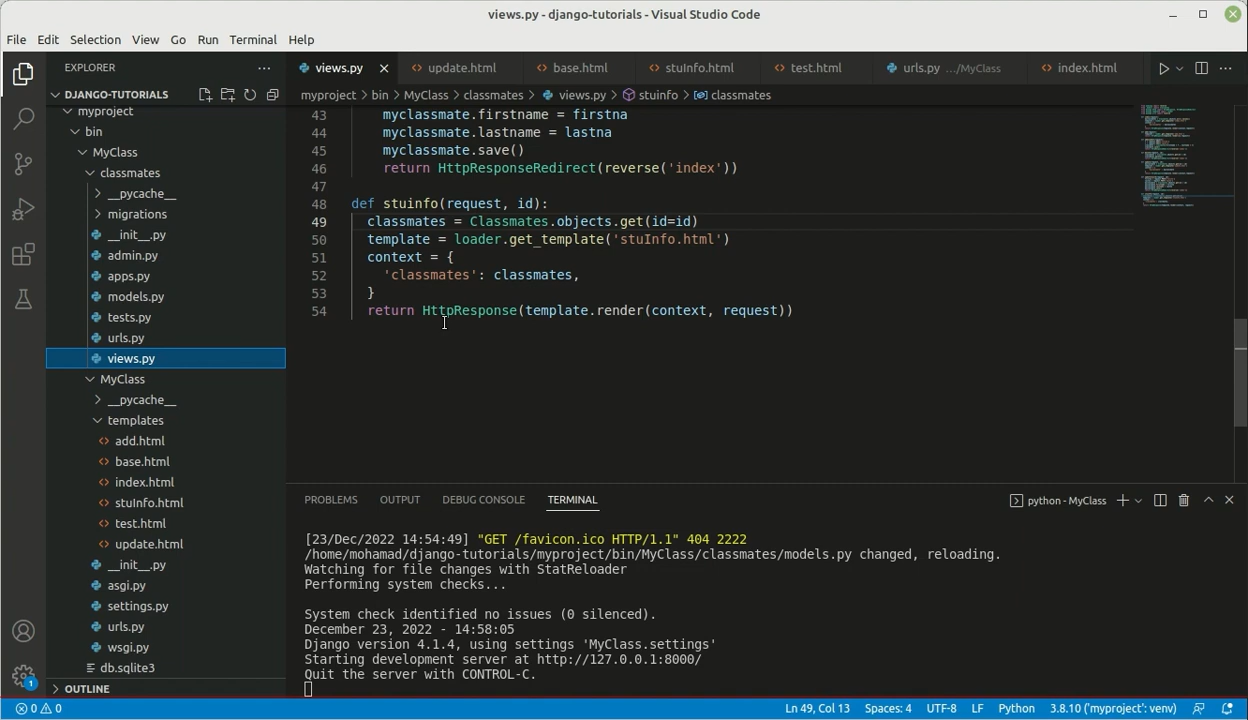 views.py - django-tutorials - Visual Studio Code
File Edit Selection View Go Run Terminal Help
EXPLORER
DJANGO-TUTORIALS
myproject
bin
MyClass
classmates
__pycache__
migrations
__init__.py
admin.py
apps.py
models.py
tests.py
urls.py
views.py
MyClass
__pycache__
templates
add.html
base.html
index.html
stuInfo.html
test.html
update.html
__init__.py
asgi.py
settings.py
urls.py
wsgi.py
db.sqlite3
OUTLINE
views.py update.html base.html stuInfo.html test.html urls.py .../MyClass index.html
myproject > bin > MyClass > classmates > views.py > stuinfo > classmates
43 myclassmate.firstname = firstna
44 myclassmate.lastname = lastna
45 myclassmate.save()
46 return HttpResponseRedirect(reverse('index'))
47
48 def stuinfo(request, id):
49 classmates = Classmates.objects.get(id=id)
50 template = loader.get_template('stuInfo.html')
51 context = {
52 'classmates': classmates,
53 }
54 return HttpResponse(template.render(context, request))
PROBLEMS OUTPUT DEBUG CONSOLE TERMINAL python - MyClass
[23/Dec/2022 14:54:49] "GET /favicon.ico HTTP/1.1" 404 2222
/home/mohamad/django-tutorials/myproject/bin/MyClass/classmates/models.py changed, reloading.
Watching for file changes with StatReloader
Performing system checks...
System check identified no issues (0 silenced).
December 23, 2022 - 14:58:05
Django version 4.1.4, using settings 'MyClass.settings'
Starting development server at http://127.0.0.1:8000/
Quit the server with CONTROL-C.
1
0 0 Ln 49, Col 13 Spaces: 4 UTF-8 LF Python 3.8.10 ('myproject': venv)